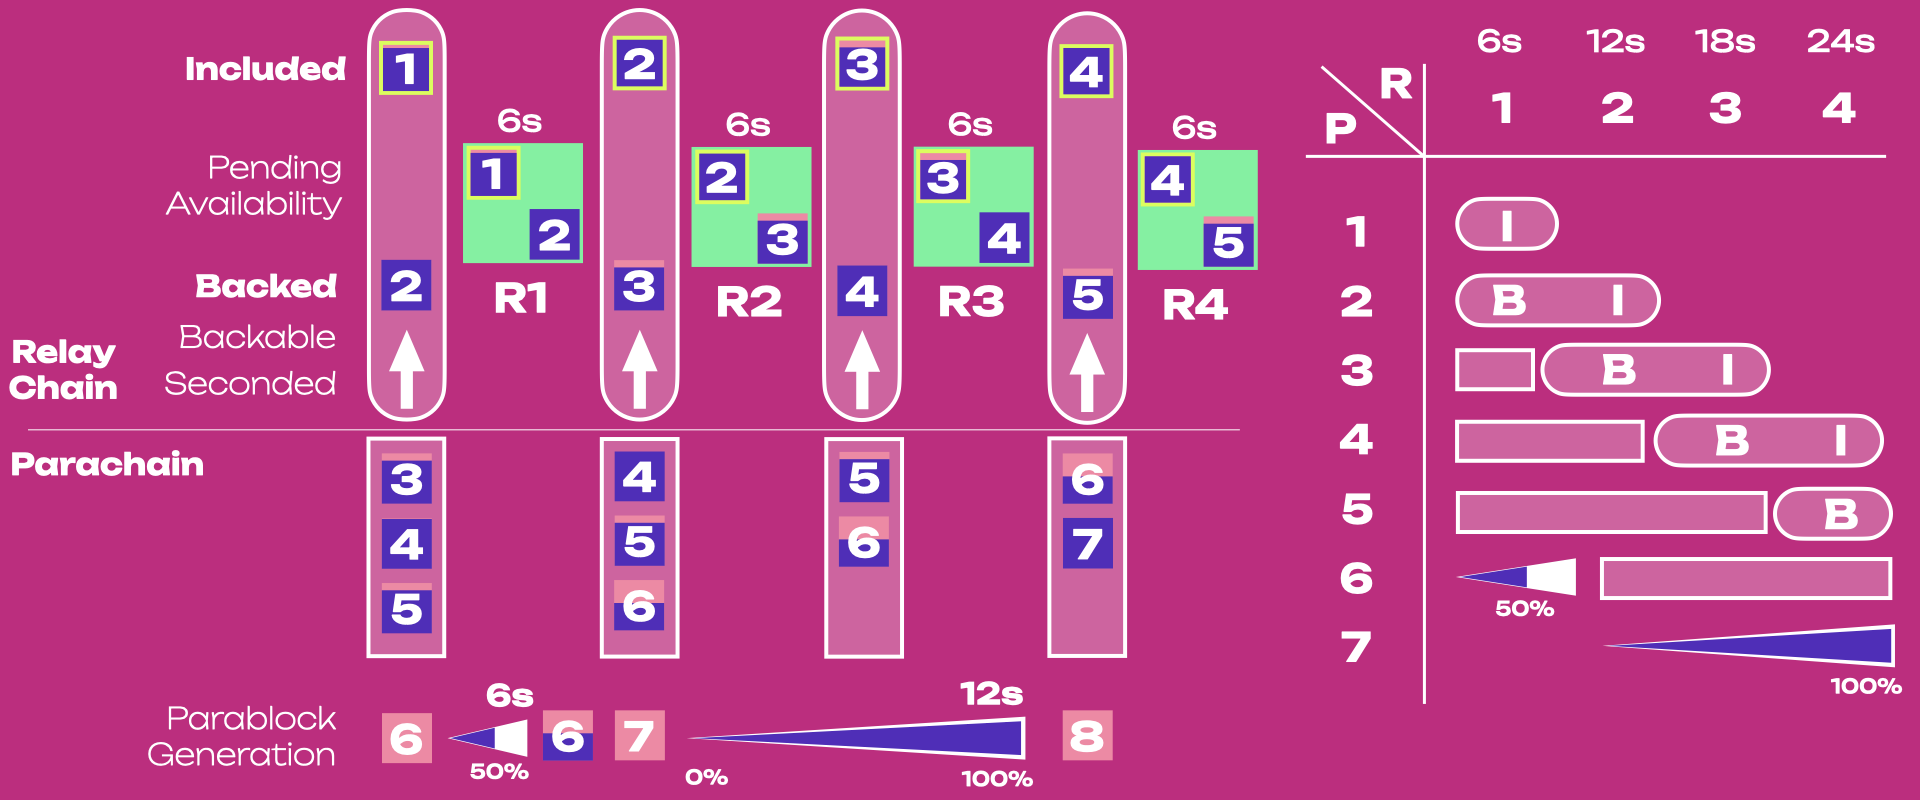 Included
1
2
3
4
6s
6s
6s
6s
Pending
Availability
1
2
2
3
3
4
4
5
Backed
2
R1
3
R2
4
R3
5
R4
Backable
Seconded
Relay
Chain
Parachain
3
4
5
6
4
5
6
7
5
6
Parablock
Generation
6
6s
50%
6
7
12s
0%
100%
8
6s 12s 18s 24s
R
P
1 2 3 4
1 I
2 B I
3 B I
4 B I
5 B
6
50%
7
100%